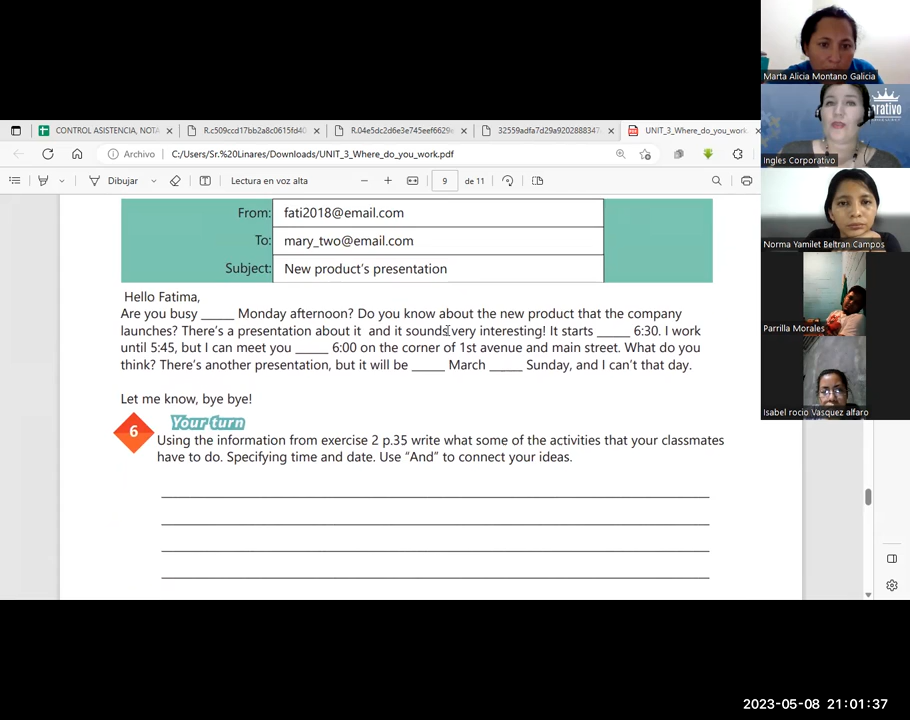 Marta Alicia Montano Galicia
CONTROL ASISTENCIA, NOTA
R.c509ccd17bb2a8c0615fd40
R.04e5dc2d6e3e745eef6629e
32559adfa7d29a9202888347
UNIT_3_Where_do_you_work
Archivo
C:/Users/Sr.%20Linares/Downloads/UNIT_3_Where_do_you_work.pdf
orativo
Ingles Corporativo
Dibujar
Lectura en voz alta
9
de 11
From: fati2018@email.com
To: mary_two@email.com
Subject: New product's presentation
Norma Yamilet Beltran Campos
Hello Fatima,
Are you busy _____ Monday afternoon? Do you know about the new product that the company
launches? There's a presentation about it and it sounds very interesting! It starts _____ 6:30. I work
until 5:45, but I can meet you _____ 6:00 on the corner of 1st avenue and main street. What do you
think? There's another presentation, but it will be _____ March _____ Sunday, and I can't that day.
Let me know, bye bye!
Parrilla Morales
Isabel rocio Vasquez alfaro
6
Your turn
Using the information from exercise 2 p.35 write what some of the activities that your classmates
have to do. Specifying time and date. Use “And” to connect your ideas.
2023-05-08 21:01:37